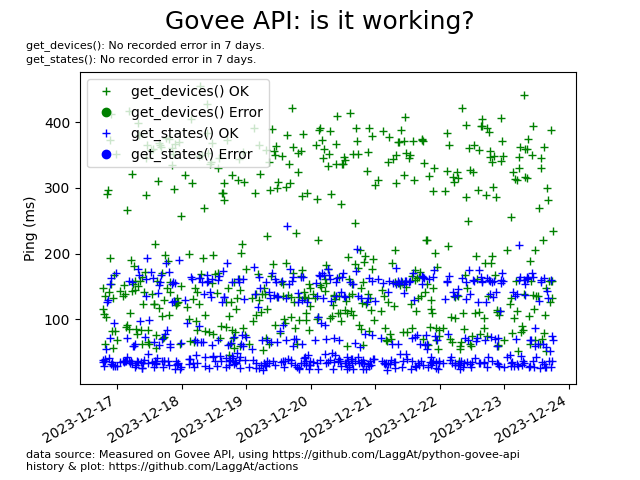 Govee API: is it working?
get_devices(): No recorded error in 7 days.
get_states(): No recorded error in 7 days.
get_devices() OK
get_devices() Error
get_states() OK
get_states() Error
Ping (ms)
400
300
200
100
2023-12-17
2023-12-18
2023-12-19
2023-12-20
2023-12-21
2023-12-22
2023-12-23
2023-12-24
data source: Measured on Govee API, using https://github.com/LaggAt/python-govee-api
history & plot: https://github.com/LaggAt/actions